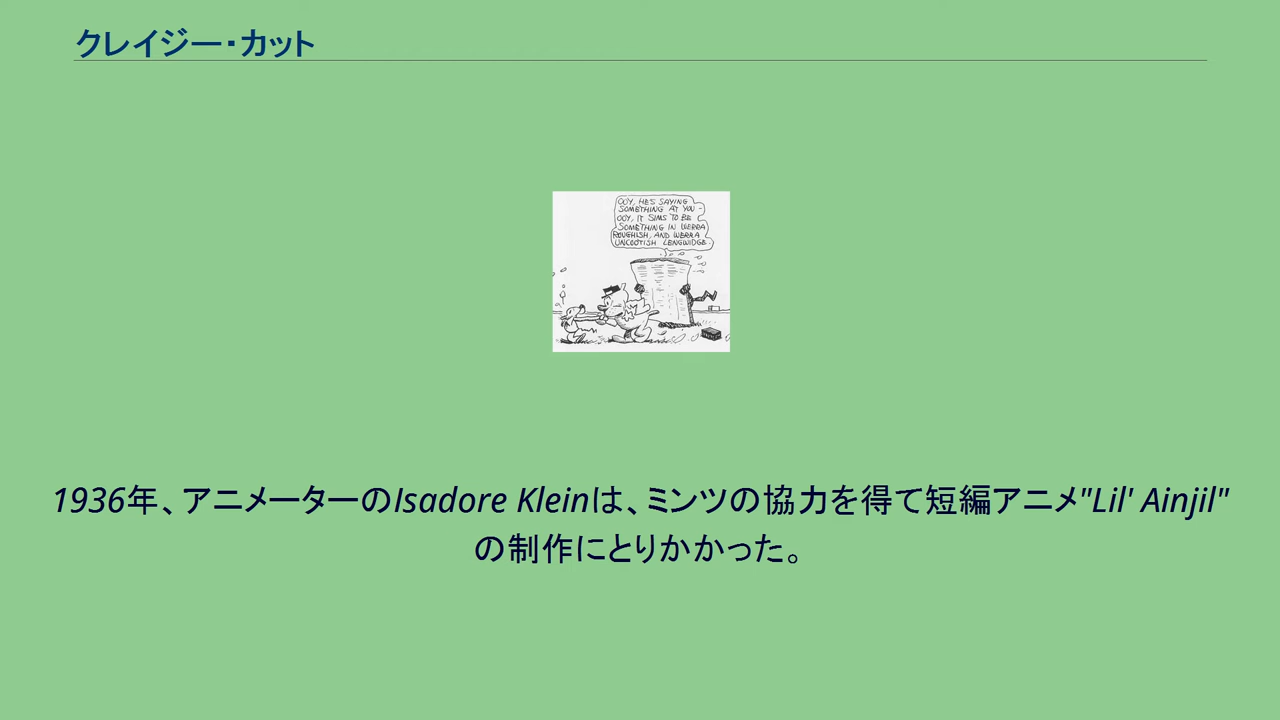 クレイジー・カット
OOY, HE'S SAYING
SOMETHING AT YOU -
OOY, IT SIMS TO BE
SOMETHING IN WERRA
ROUGHISH, AND WERRA
UNCOOTISH LENGWIDGE.
1936年、アニメーターのIsadore Kleinは、ミンツの協力を得て短編アニメ"Lil' Ainjil"
の制作にとりかかった。